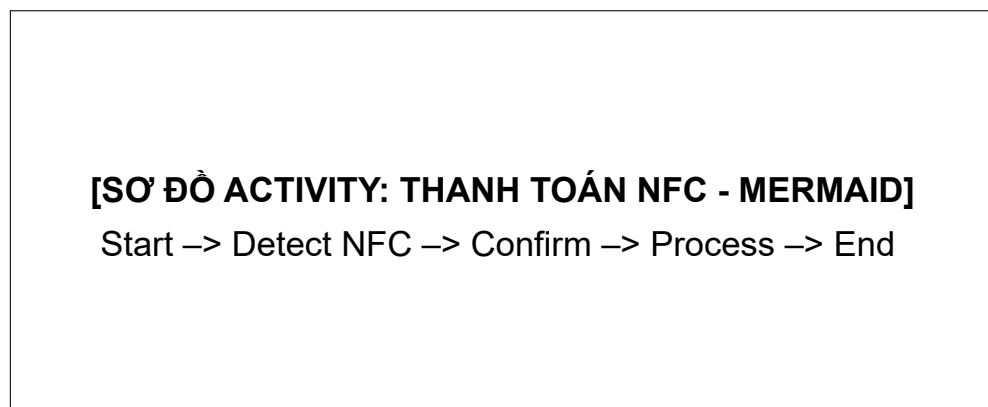 [SƠ ĐỒ ACTIVITY: THANH TOÁN NFC - MERMAID]
Start –> Detect NFC –> Confirm –> Process –> End